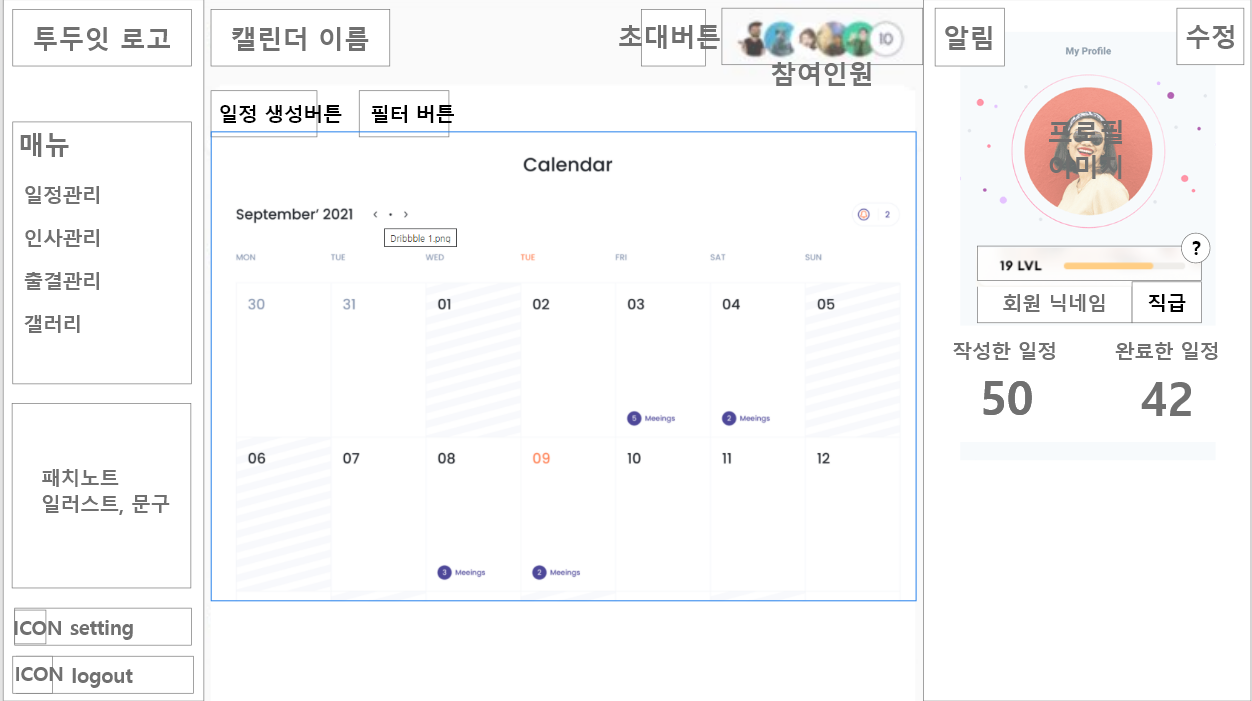 투두잇 로고
캘린더 이름
초대버튼
10
참여인원
알림
수정
My Profile
프로필
이미지
매뉴
일정관리
인사관리
출결관리
갤러리
일정 생성버튼
필터 버튼
Calendar
September' 2021 < • >
2
Dribbble 1.png
MON TUE WED TUE FRI SAT SUN
30 31 01 02 03 04 05
5 Meeings
2 Meeings
06 07 08 09 10 11 12
3 Meeings
2 Meeings
?
19 LVL
회원 닉네임
직급
작성한 일정
완료한 일정
50
42
패치노트
일러스트, 문구
ICON setting
ICON logout